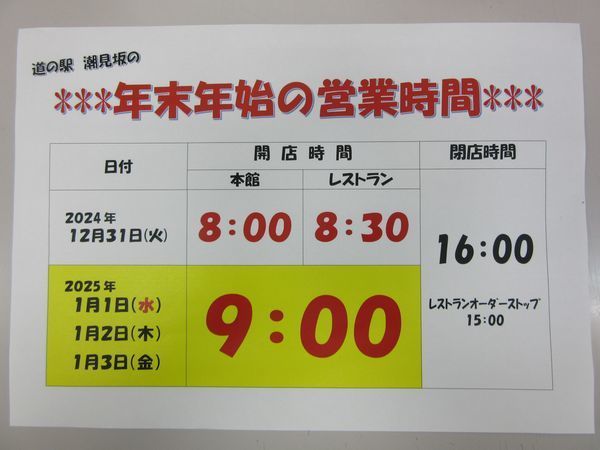 道の駅 潮見坂の
***年末年始の営業時間***
日付
開店時間
閉店時間
本館
レストラン
2024年
12月31日(火)
8:00
8:30
16:00
レストランオーダーストップ
15:00
2025年
1月1日(水)
1月2日(木)
1月3日(金)
9:00